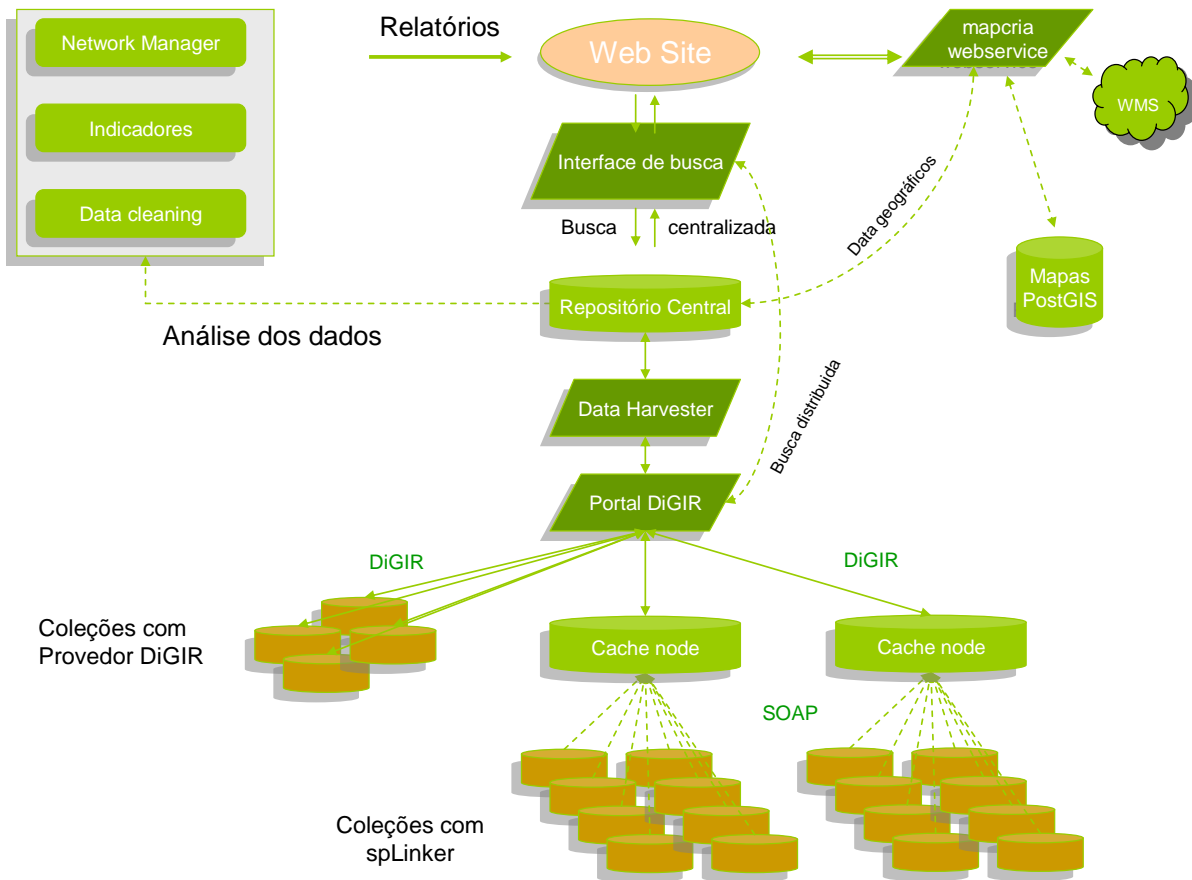 Relatórios
Network Manager
Indicadores
Data cleaning
Web Site
mapcria
webservice
WMS
Interface de busca
Busca
centralizada
Data geográficos
Mapas
PostGIS
Repositório Central
Análise dos dados
Data Harvester
Busca distribuida
Portal DiGIR
DiGIR
DiGIR
Coleções com
Provedor DiGIR
Cache node
Cache node
SOAP
Coleções com
spLinker